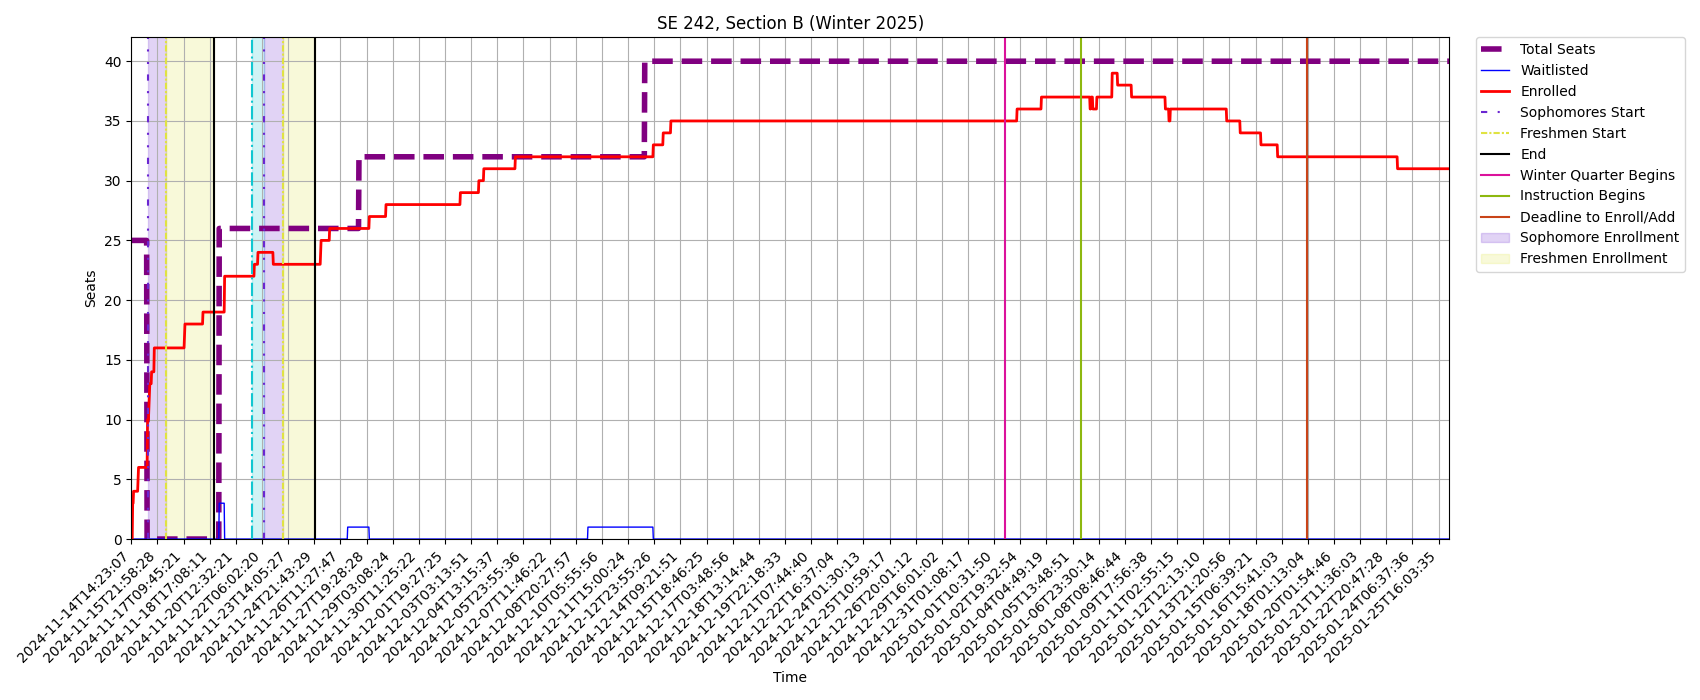 SE 242, Section B (Winter 2025)
Seats
40
35
30
25
20
15
10
5
0
2024-11-14T14:23:07
2024-11-15T21:58:28
2024-11-17T09:45:21
2024-11-18T17:08:11
2024-11-20T12:32:21
2024-11-22T06:02:20
2024-11-23T14:05:27
2024-11-24T21:43:29
2024-11-26T11:27:47
2024-11-27T19:28:28
2024-11-29T03:08:24
2024-11-30T11:25:22
2024-12-01T19:27:25
2024-12-03T03:13:51
2024-12-04T13:15:37
2024-12-05T23:55:36
2024-12-07T11:46:22
2024-12-08T20:27:57
2024-12-10T05:55:56
2024-12-11T15:00:24
2024-12-12T23:55:26
2024-12-14T09:21:51
2024-12-15T18:46:25
2024-12-17T03:48:56
2024-12-18T13:14:44
2024-12-19T22:18:33
2024-12-21T07:44:40
2024-12-22T16:37:04
2024-12-24T01:30:13
2024-12-25T10:59:17
2024-12-26T20:01:12
2024-12-29T16:01:02
2024-12-31T01:08:17
2025-01-01T10:31:50
2025-01-02T19:32:54
2025-01-04T04:49:19
2025-01-05T13:48:51
2025-01-06T23:30:14
2025-01-08T08:46:44
2025-01-09T17:56:38
2025-01-11T02:55:15
2025-01-12T12:13:10
2025-01-13T21:20:56
2025-01-15T06:39:21
2025-01-16T15:41:03
2025-01-18T01:13:04
2025-01-20T01:54:46
2025-01-21T11:36:03
2025-01-22T20:47:28
2025-01-24T06:37:36
2025-01-25T16:03:35
Time
Total Seats
Waitlisted
Enrolled
Sophomores Start
Freshmen Start
End
Winter Quarter Begins
Instruction Begins
Deadline to Enroll/Add
Sophomore Enrollment
Freshmen Enrollment